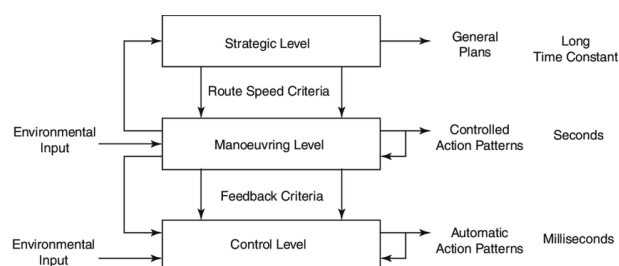 Strategic Level
General
Plans
Long
Time Constant
Route Speed Criteria
Environmental
Input
Manoeuvring Level
Controlled
Action Patterns
Seconds
Feedback Criteria
Environmental
Input
Control Level
Automatic
Action Patterns
Milliseconds